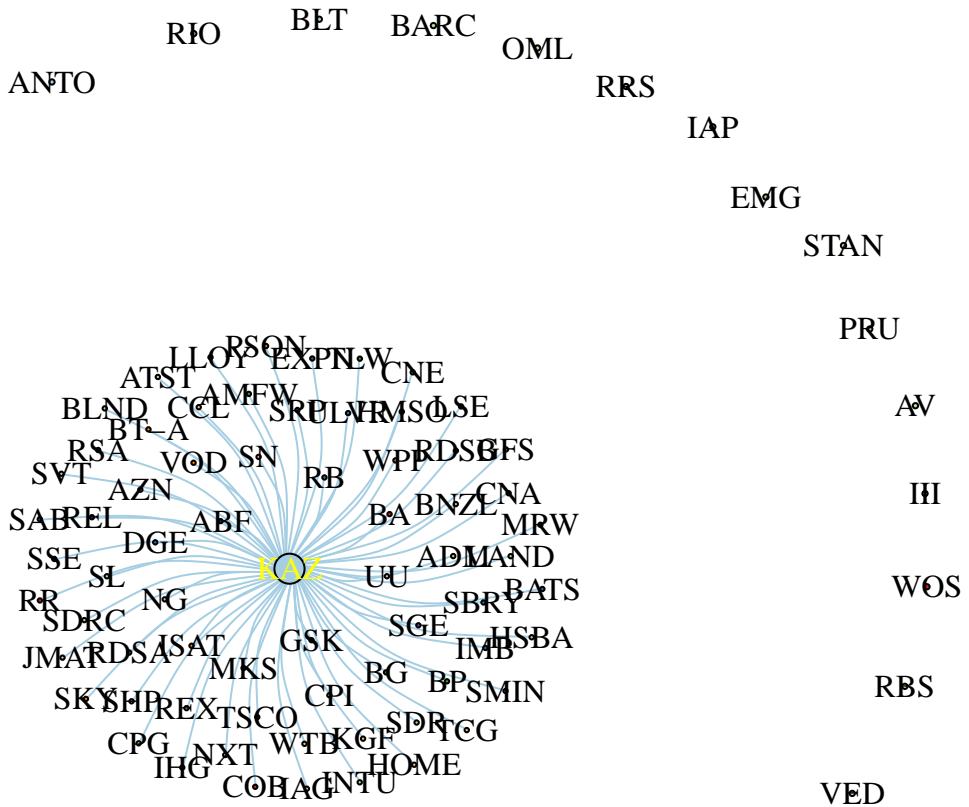 BLT
BARC
RIO
OML
ANTO
RRS
IAP
EMG
STAN
PRU
RSON
LLOY
EXPN
TLW
CNE
ATST
AMFW
AV
BLND
CCL
SRP
ULVR
MSO
LSE
BT-A
RSA
RDSB
GFS
SVT
VOD
SN
WPP
RB
AZN
CNA
III
BNZL
SAB
REL
ABF
BA
MRW
DGE
SSE
ADM
LAND
KAZ
SL
UU
BATS
WOS
RR
NG
SBRY
SDRC
SGE
HSBA
GSK
ISAT
JMAT
RDSA
IMB
MKS
BG
BP
RBS
SMIN
SKY
SHP
CPI
REX
TSCO
SDR
TCG
CPG
WTB
KGF
NXT
IHG
HOME
INTU
COB
IAG
VED